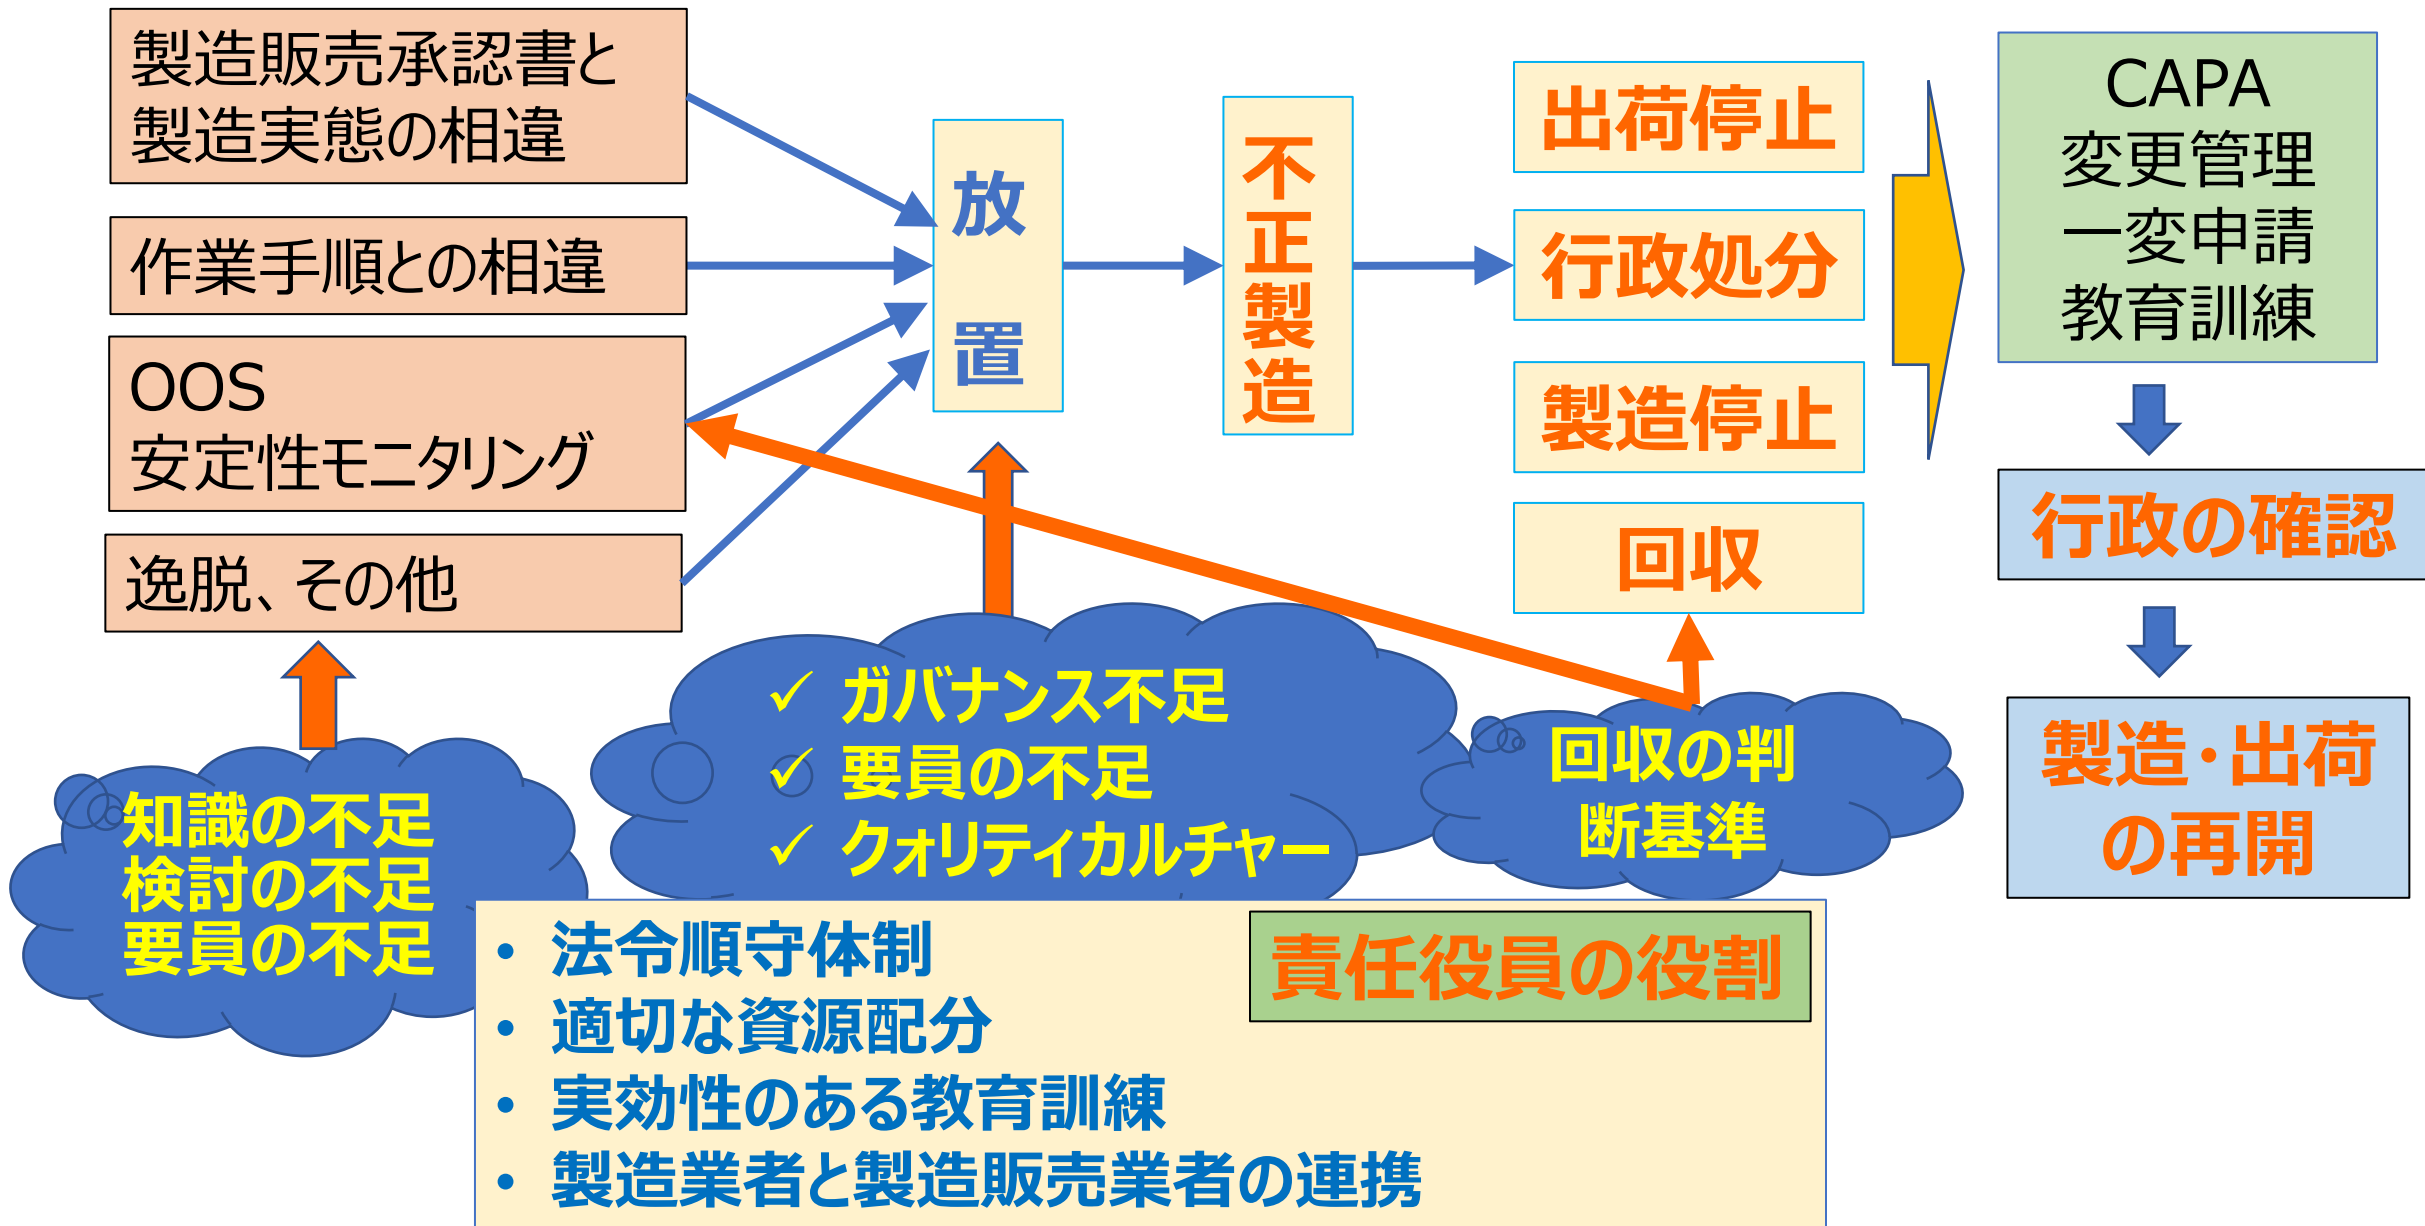 製造販売承認書と
製造実態の相違
作業手順との相違
OOS
安定性モニタリング
逸脱、その他
放
置
不
正
製
造
出荷停止
行政処分
製造停止
回収
CAPA
変更管理
一変申請
教育訓練
行政の確認
製造・出荷
の再開
知識の不足
検討の不足
要員の不足
✓ ガバナンス不足
✓ 要員の不足
✓ クォリティカルチャー
回収の判
断基準
責任役員の役割
• 法令順守体制
• 適切な資源配分
• 実効性のある教育訓練
• 製造業者と製造販売業者の連携